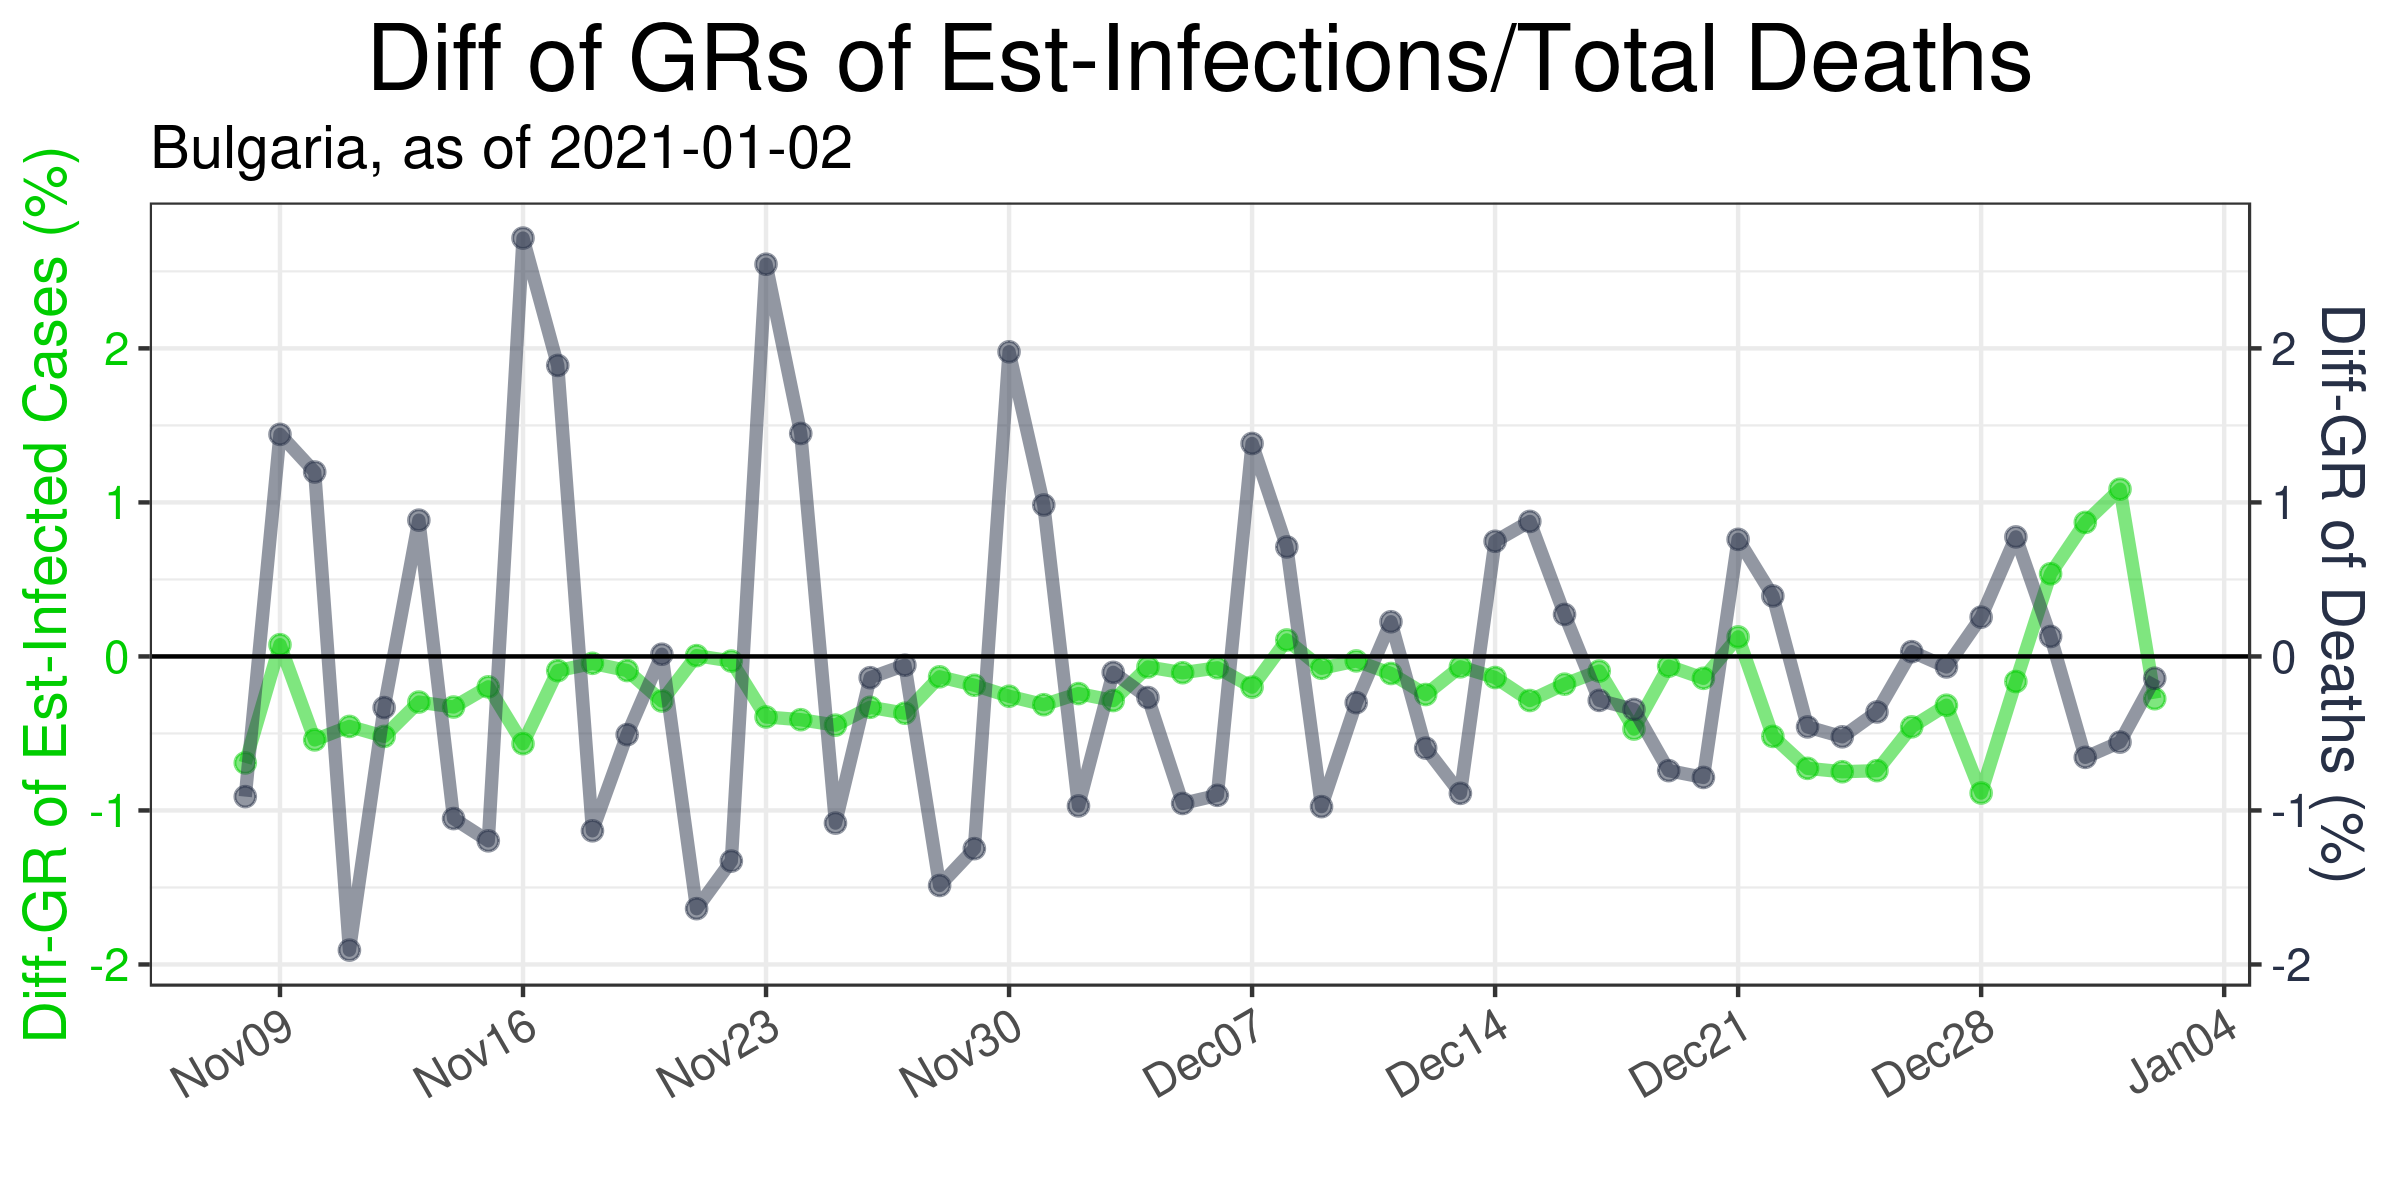 Diff of GRs of Est-Infections/Total Deaths
Bulgaria, as of 2021-01-02
Diff-GR of Est-Infected Cases (%)
2
1
0
-1
-2
2
1
0
-1
-2
Diff-GR of Deaths (%)
Nov09
Nov16
Nov23
Nov30
Dec07
Dec14
Dec21
Dec28
Jan04